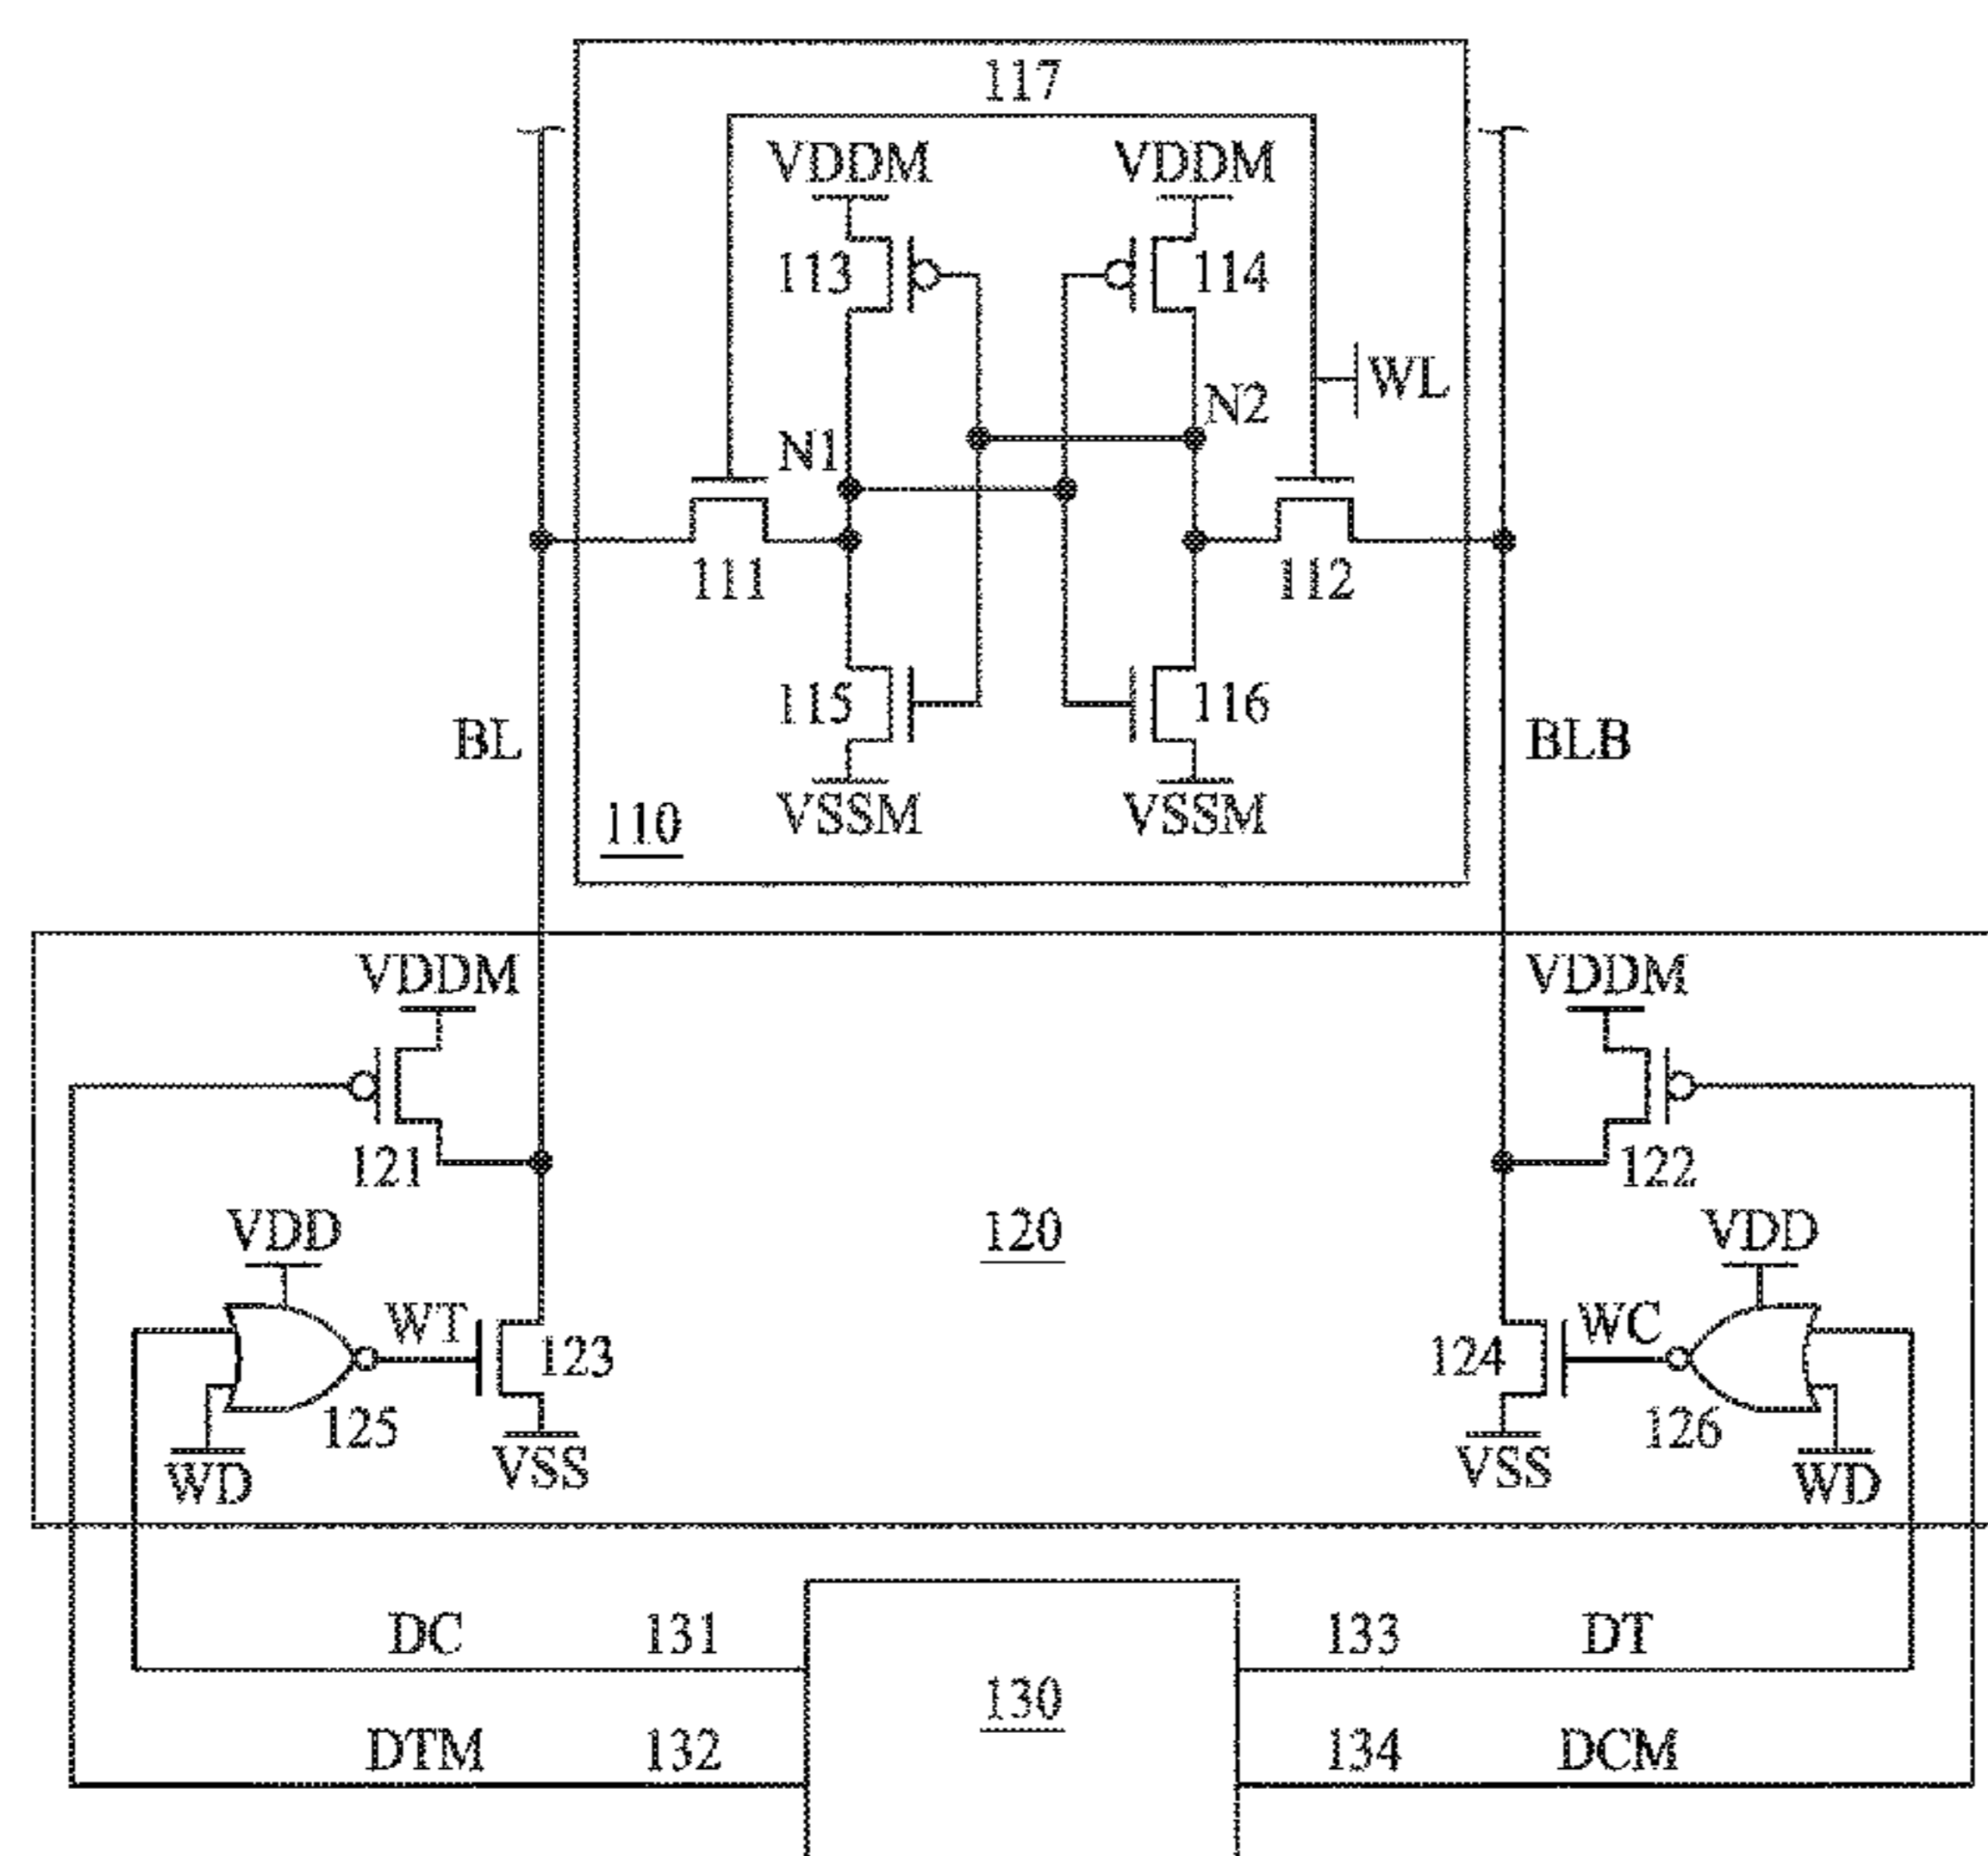 117
VDDM VDDM
113 114
WL
N2
N1
111 112
115 116
BL BLB
VSSM VSSM
110
VDDM VDDM
121 122
VDD 120 VDD
WT 123 124 WC
125 126
VSS VSS
WD WD
DC 131 133 DT
130
DTM 132 134 DCM